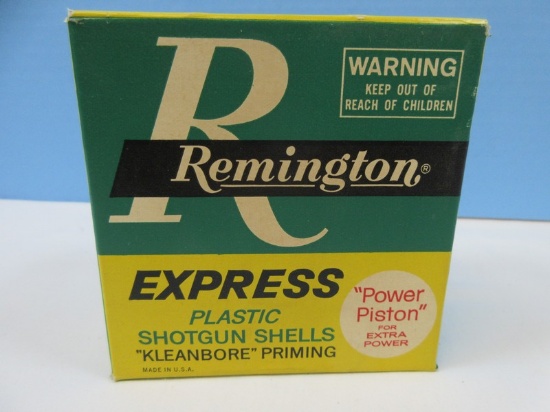 R
WARNING
KEEP OUT OF
REACH OF CHILDREN
Remington®
EXPRESS
PLASTIC
SHOTGUN SHELLS
"KLEANBORE" PRIMING
MADE IN U.S.A.
"Power
Piston"
FOR
EXTRA
POWER